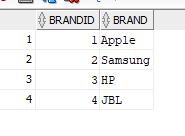 BRANDID BRAND
1 1 Apple
2 2 Samsung
3 3 HP
4 4 JBL